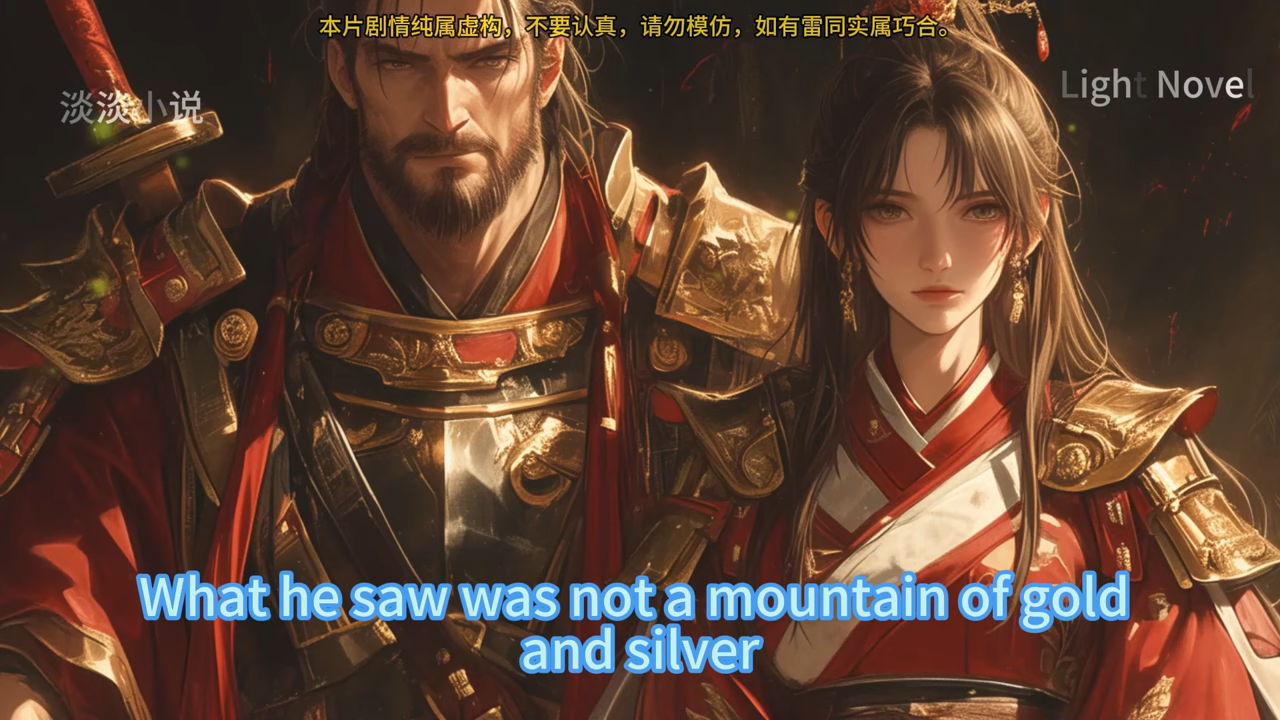 本片剧情纯属虚构，不要认真，请勿模仿，如有雷同实属巧合。
淡淡小说
Light Novel
What he saw was not a mountain of gold
and silver